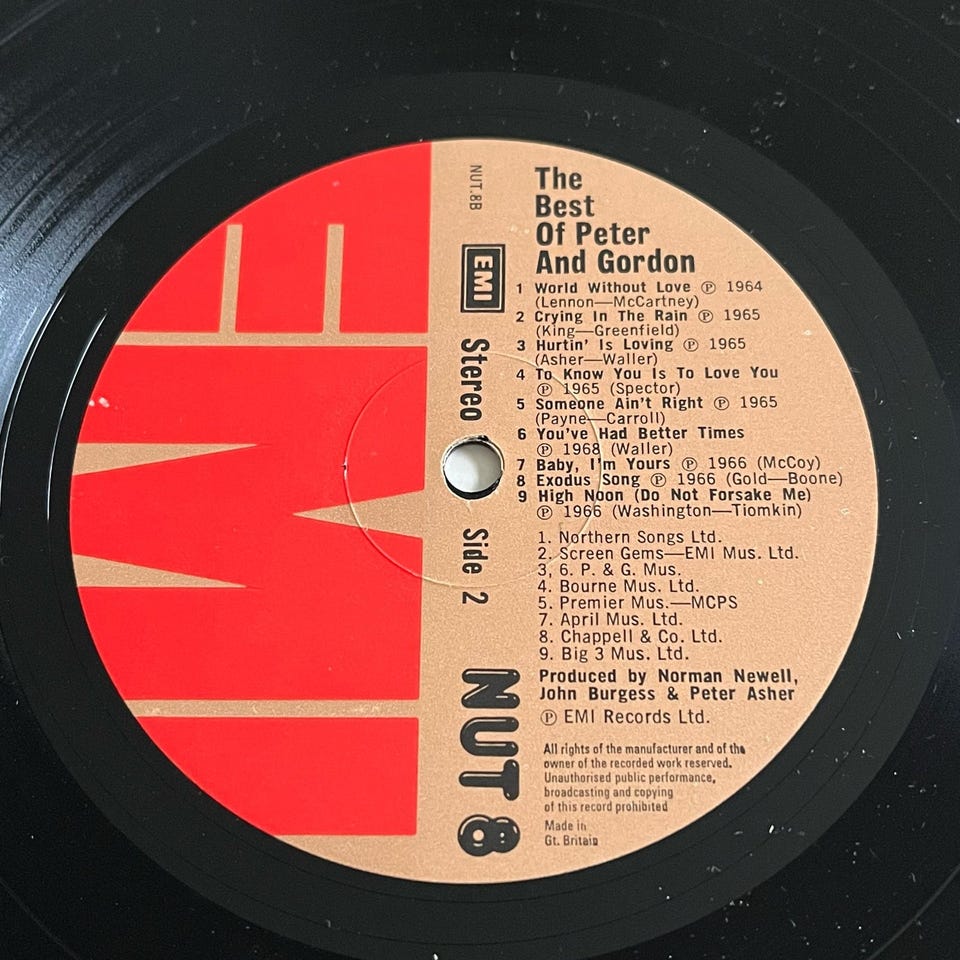 The
Best
Of Peter
And Gordon
1 World Without Love ℗ 1964
(Lennon—McCartney)
2 Crying In The Rain ℗ 1965
(King—Greenfield)
3 Hurtin' Is Loving ℗ 1965
(Asher—Waller)
4 To Know You Is To Love You
℗ 1965 (Spector)
5 Someone Ain't Right ℗ 1965
(Payne—Carroll)
6 You've Had Better Times
℗ 1968 (Waller)
7 Baby, I'm Yours ℗ 1966 (McCoy)
8 Exodus Song ℗ 1966 (Gold—Boone)
9 High Noon (Do Not Forsake Me)
℗ 1966 (Washington—Tiomkin)
1. Northern Songs Ltd.
2. Screen Gems—EMI Mus. Ltd.
3, 6. P. & G. Mus.
4. Bourne Mus. Ltd.
5. Premier Mus.—MCPS
7. April Mus. Ltd.
8. Chappell & Co. Ltd.
9. Big 3 Mus. Ltd.
Produced by Norman Newell,
John Burgess & Peter Asher
℗ EMI Records Ltd.
All rights of the manufacturer and of the
owner of the recorded work reserved.
Unauthorised public performance,
broadcasting and copying
of this record prohibited
Made in
Gt. Britain
NUT.8B
EMI
Stereo
Side 2
NUT 8
EMI